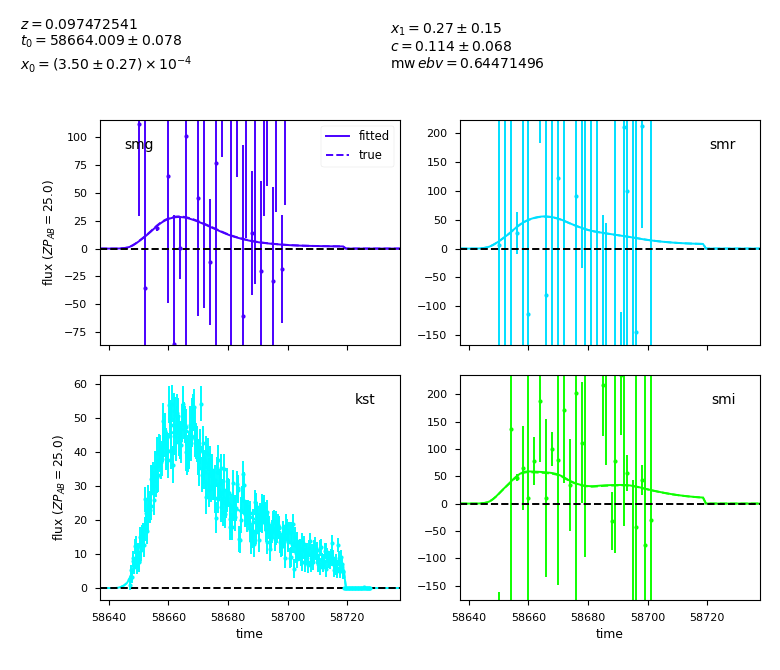 z = 0.097472541
t₀ = 58664.009 ± 0.078
x₀ = (3.50 ± 0.27) × 10⁻⁴
x₁ = 0.27 ± 0.15
c = 0.114 ± 0.068
mw ebv = 0.64471496
smg
fitted
true
100
75
50
25
0
−25
−50
−75
flux (ZP_AB = 25.0)
smr
200
150
100
50
0
−50
−100
−150
kst
60
50
40
30
20
10
0
flux (ZP_AB = 25.0)
58640 58660 58680 58700 58720
time
smi
200
150
100
50
0
−50
−100
−150
58640 58660 58680 58700 58720
time